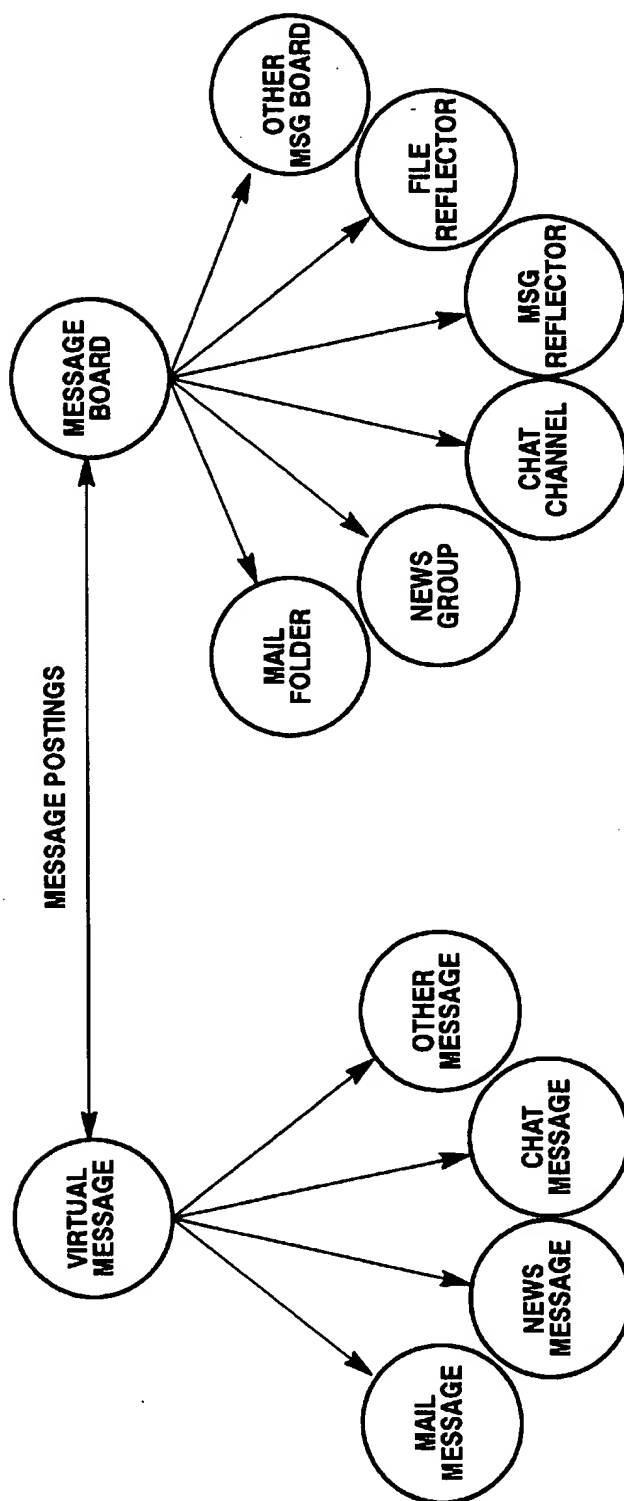 MESSAGE POSTINGS
VIRTUAL
MESSAGE
MAIL
MESSAGE
NEWS
MESSAGE
CHAT
MESSAGE
OTHER
MESSAGE
MESSAGE
BOARD
MAIL
FOLDER
NEWS
GROUP
CHAT
CHANNEL
MSG
REFLECTOR
FILE
REFLECTOR
OTHER
MSG BOARD